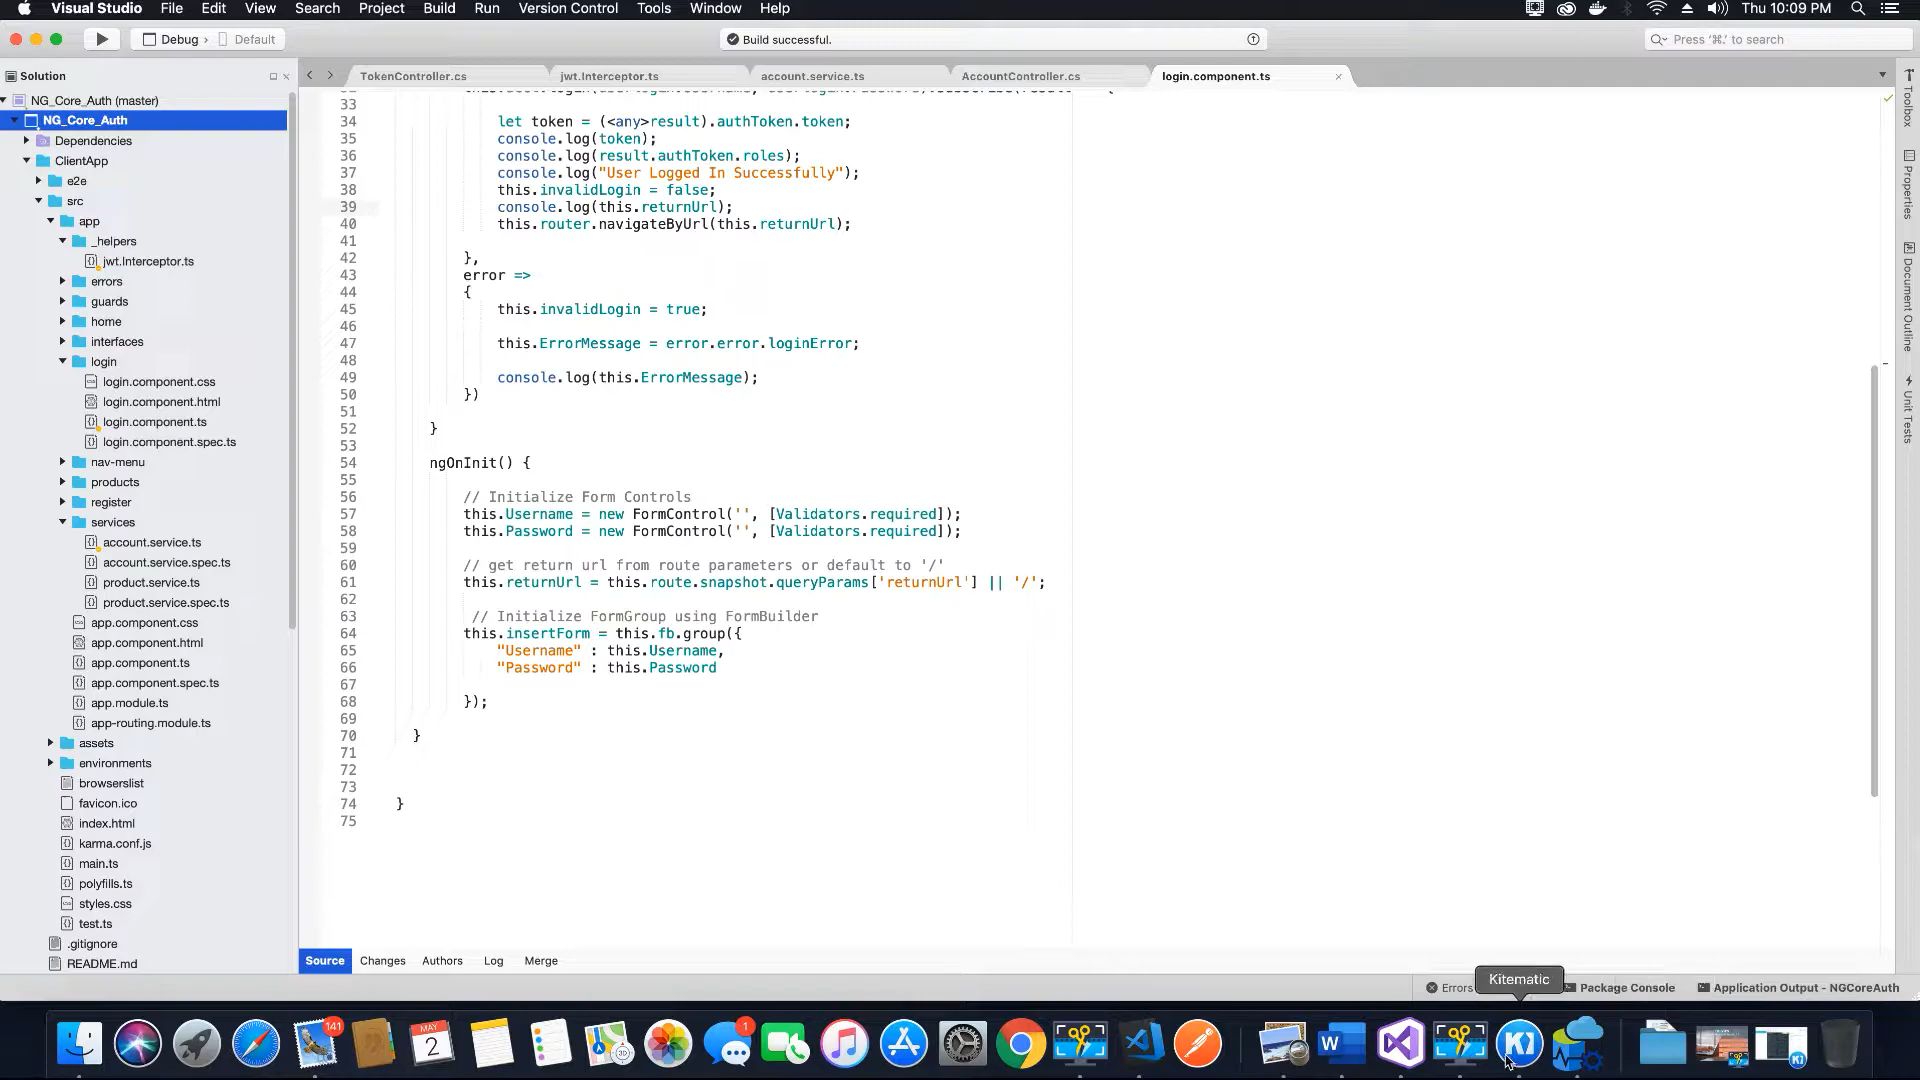 Visual Studio File Edit View Search Project Build Run Version Control Tools Window Help Thu 10:09 PM
Debug › Default
Build successful.
Press '⌘.' to search
Solution
TokenController.cs jwt.Interceptor.ts account.service.ts AccountController.cs login.component.ts
NG_Core_Auth (master)
NG_Core_Auth
Dependencies
ClientApp
e2e
src
app
_helpers
jwt.Interceptor.ts
errors
guards
home
interfaces
login
login.component.css
login.component.html
login.component.ts
login.component.spec.ts
nav-menu
products
register
services
account.service.ts
account.service.spec.ts
product.service.ts
product.service.spec.ts
app.component.css
app.component.html
app.component.ts
app.component.spec.ts
app.module.ts
app-routing.module.ts
assets
environments
browserslist
favicon.ico
index.html
karma.conf.js
main.ts
polyfills.ts
styles.css
test.ts
.gitignore
README.md
33
34 let token = (<any>result).authToken.token;
35 console.log(token);
36 console.log(result.authToken.roles);
37 console.log("User Logged In Successfully");
38 this.invalidLogin = false;
39 console.log(this.returnUrl);
40 this.router.navigateByUrl(this.returnUrl);
41
42 },
43 error =>
44 {
45 this.invalidLogin = true;
46
47 this.ErrorMessage = error.error.loginError;
48
49 console.log(this.ErrorMessage);
50 })
51
52 }
53
54 ngOnInit() {
55
56 // Initialize Form Controls
57 this.Username = new FormControl('', [Validators.required]);
58 this.Password = new FormControl('', [Validators.required]);
59
60 // get return url from route parameters or default to '/'
61 this.returnUrl = this.route.snapshot.queryParams['returnUrl'] || '/';
62
63 // Initialize FormGroup using FormBuilder
64 this.insertForm = this.fb.group({
65 "Username" : this.Username,
66 "Password" : this.Password
67
68 });
69
70 }
71
72
73
74 }
75
Toolbox
Properties
Document Outline
Unit Tests
Source Changes Authors Log Merge
Kitematic
Errors Package Console Application Output - NGCoreAuth
141
MAY
2
3D
1
W